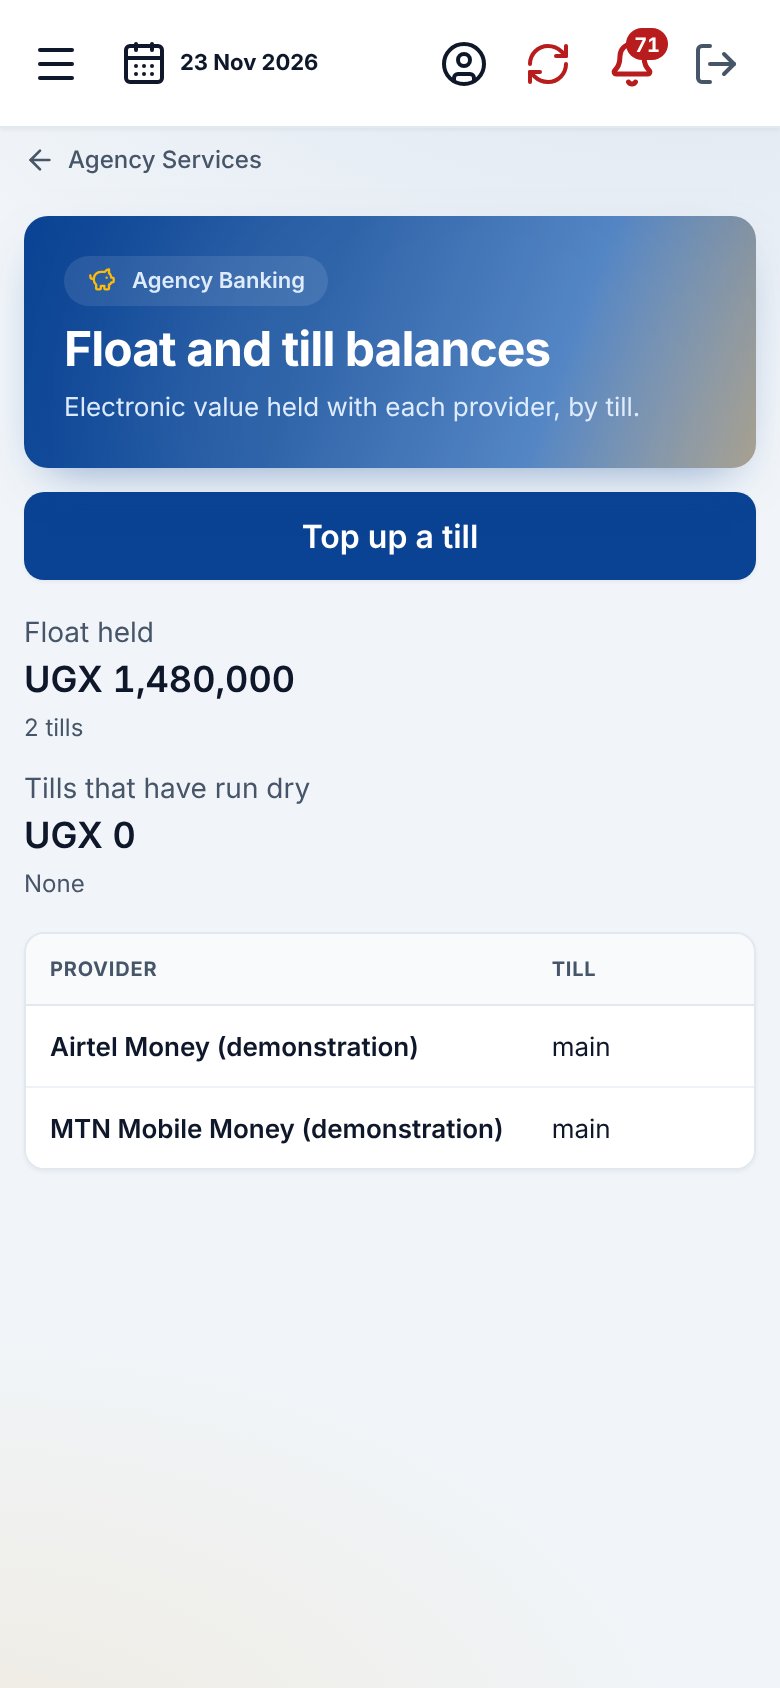 23 Nov 2026
71
Agency Services
Agency Banking
Float and till balances
Electronic value held with each provider, by till.
Top up a till
Float held
UGX 1,480,000
2 tills
Tills that have run dry
UGX 0
None
PROVIDER TILL
Airtel Money (demonstration) main
MTN Mobile Money (demonstration) main